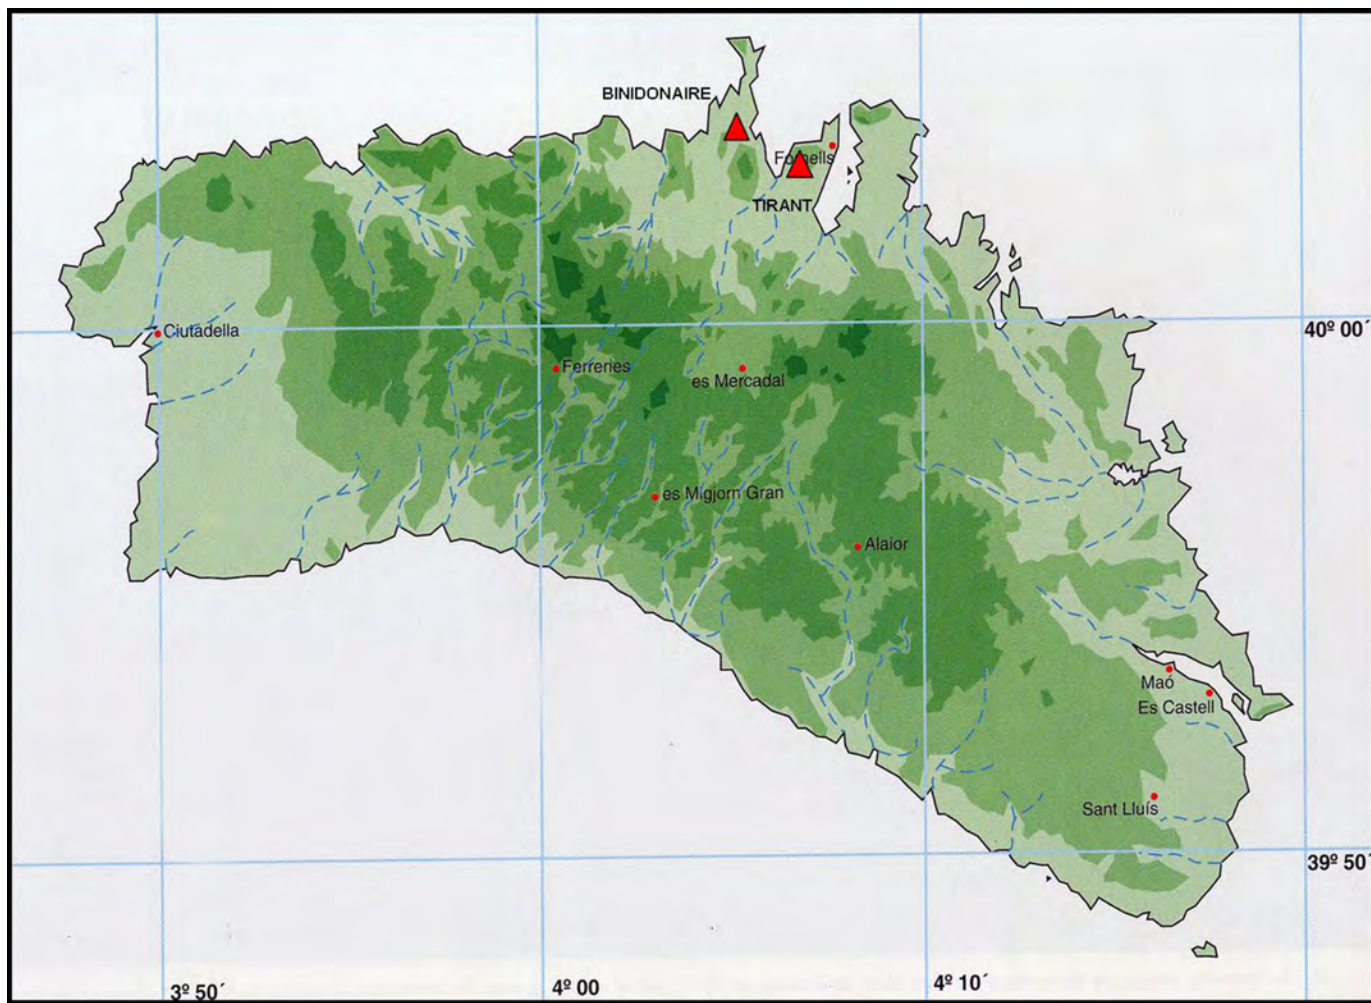 BINIDONAIRE
Fornells
TIRANT
40º 00´
Ciutadella
Ferreries
es Mercadal
es Migjorn Gran
Alaior
Maó
Es Castell
Sant Lluís
39º 50´
3º 50´
4º 00
4º 10´